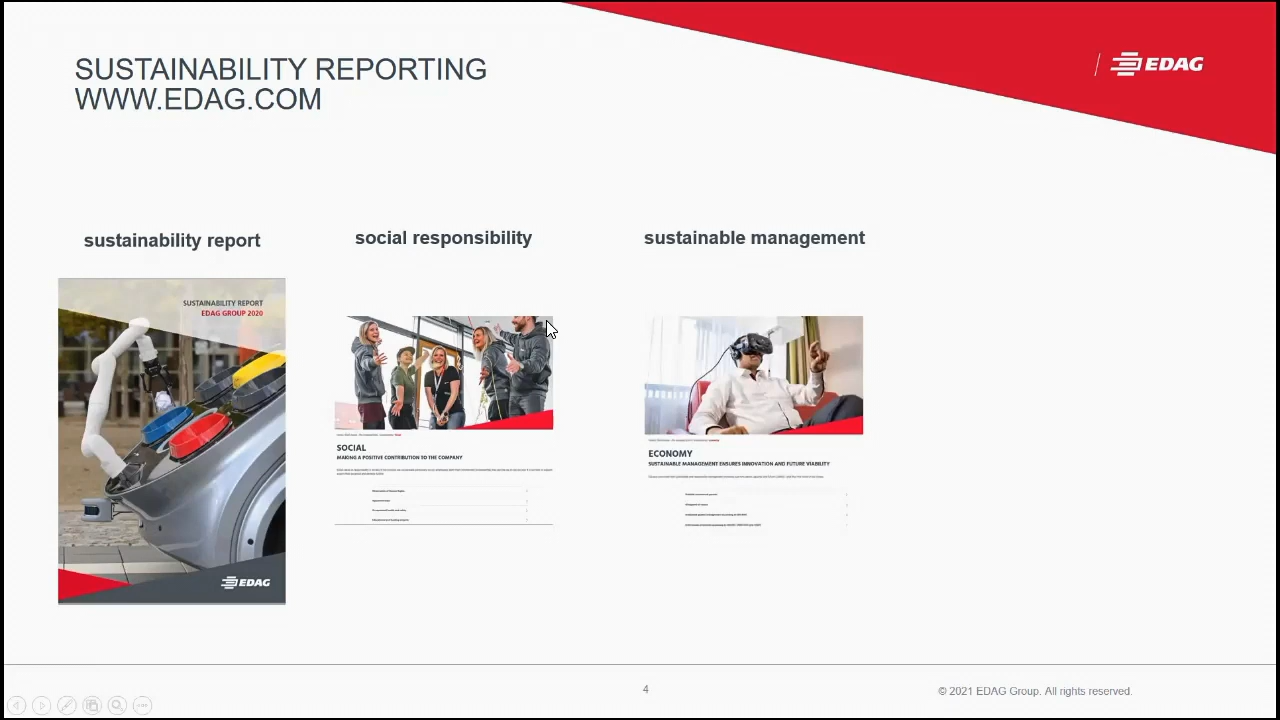 SUSTAINABILITY REPORTING
WWW.EDAG.COM
EDAG
sustainability report
social responsibility
sustainable management
SUSTAINABILITY REPORT
EDAG GROUP 2020
EDAG
SOCIAL
MAKING A POSITIVE CONTRIBUTION TO THE COMPANY
ECONOMY
SUSTAINABLE MANAGEMENT ENSURES INNOVATION AND FUTURE VIABILITY
4
© 2021 EDAG Group. All rights reserved.